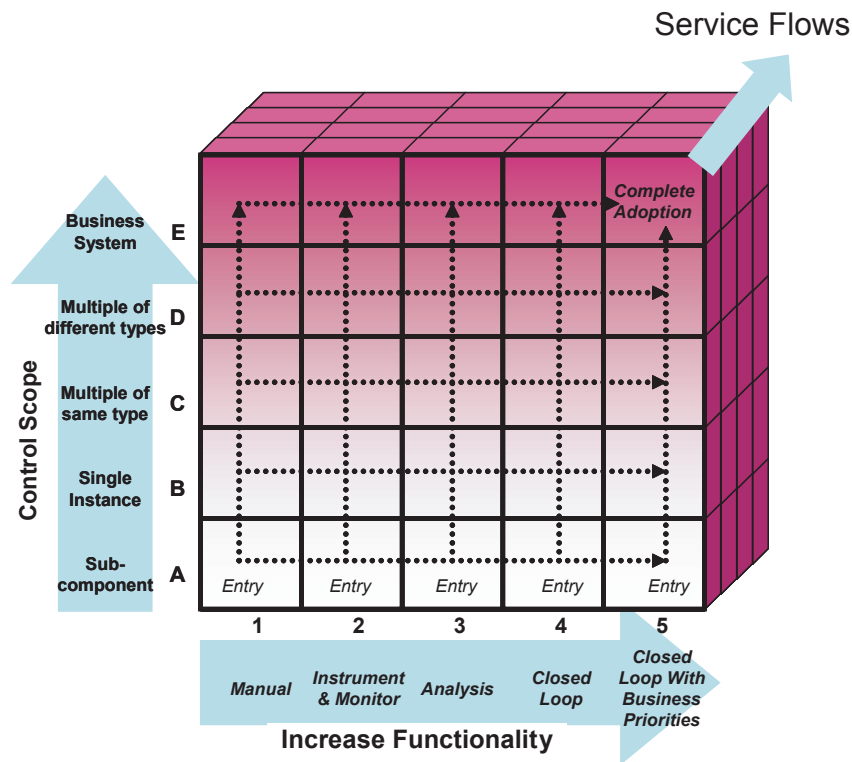 Service Flows
Control Scope
Business
System
E
Complete
Adoption
Multiple of
different types
D
Multiple of
same type
C
Single
Instance
B
Sub-
component
A
Entry Entry Entry Entry Entry
1 2 3 4 5
Manual
Instrument
& Monitor
Analysis
Closed
Loop
Closed
Loop With
Business
Priorities
Increase Functionality